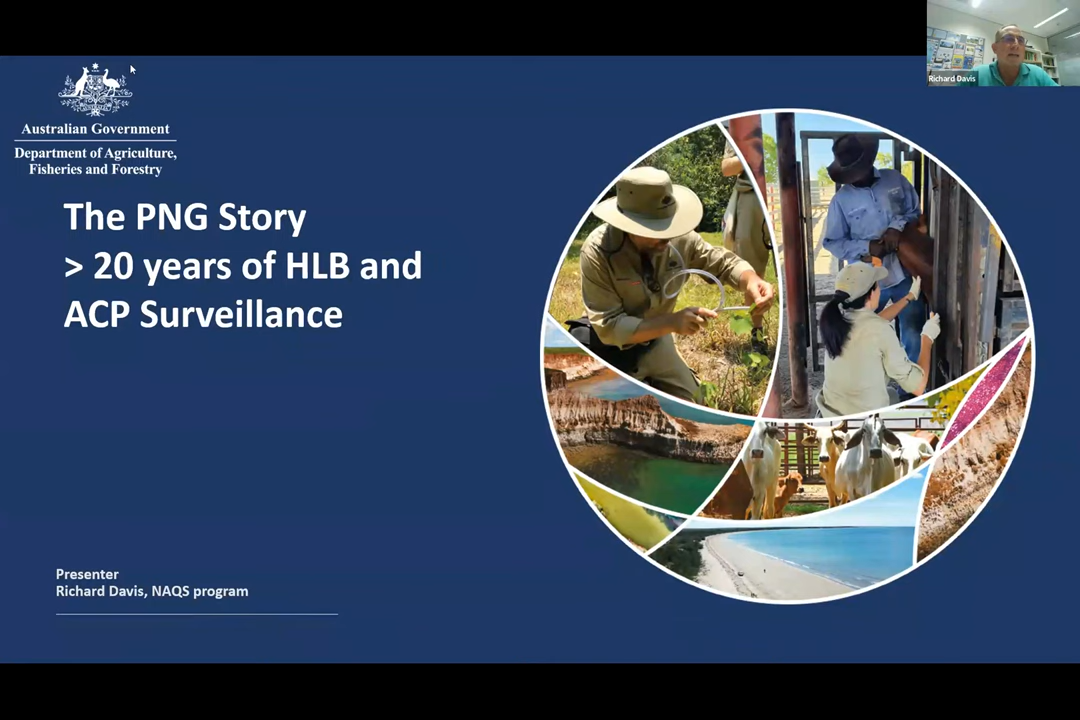 Richard Davis
Australian Government
Department of Agriculture,
Fisheries and Forestry
The PNG Story
> 20 years of HLB and
ACP Surveillance
Presenter
Richard Davis, NAQS program